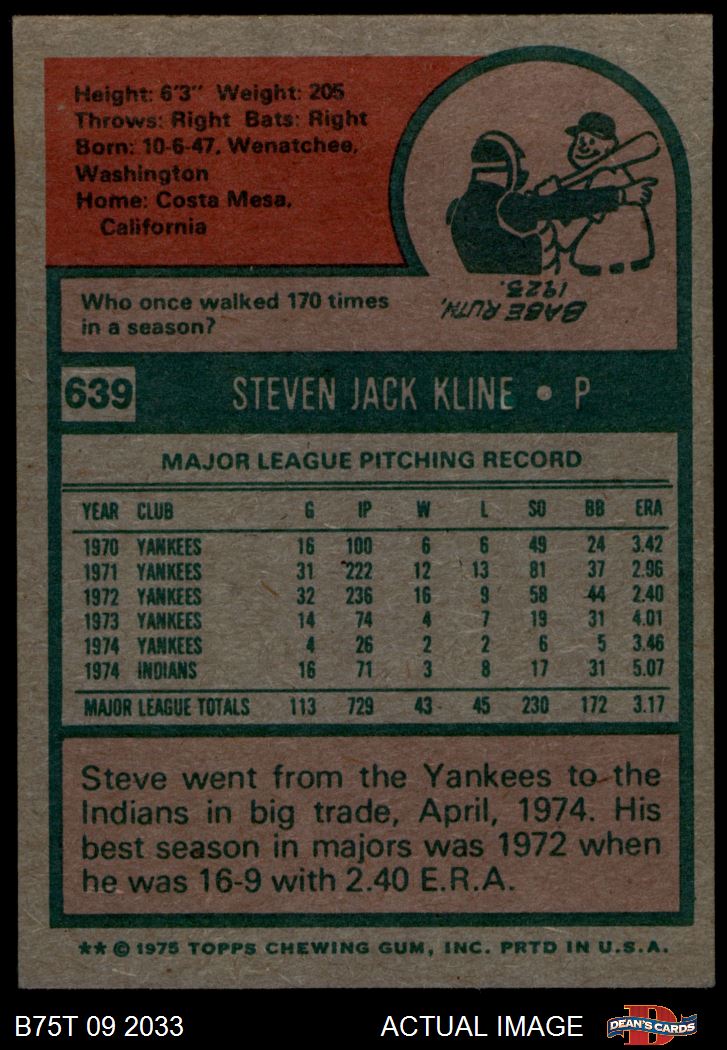 Height: 6'3" Weight: 205
Throws: Right Bats: Right
Born: 10-6-47, Wenatchee,
Washington
Home: Costa Mesa,
California
Who once walked 170 times
in a season?
BABE RUTH,
1923.
639 STEVEN JACK KLINE • P
MAJOR LEAGUE PITCHING RECORD
YEAR CLUB G IP W L SO BB ERA
1970 YANKEES 16 100 6 6 49 24 3.42
1971 YANKEES 31 222 12 13 81 37 2.96
1972 YANKEES 32 236 16 9 58 44 2.40
1973 YANKEES 14 74 4 7 19 31 4.01
1974 YANKEES 4 26 2 2 6 5 3.46
1974 INDIANS 16 71 3 8 17 31 5.07
MAJOR LEAGUE TOTALS 113 729 43 45 230 172 3.17
Steve went from the Yankees to the
Indians in big trade, April, 1974. His
best season in majors was 1972 when
he was 16-9 with 2.40 E.R.A.
** © 1975 TOPPS CHEWING GUM, INC. PRTD IN U.S.A.
B75T 09 2033 ACTUAL IMAGE D DEAN'S CARDS